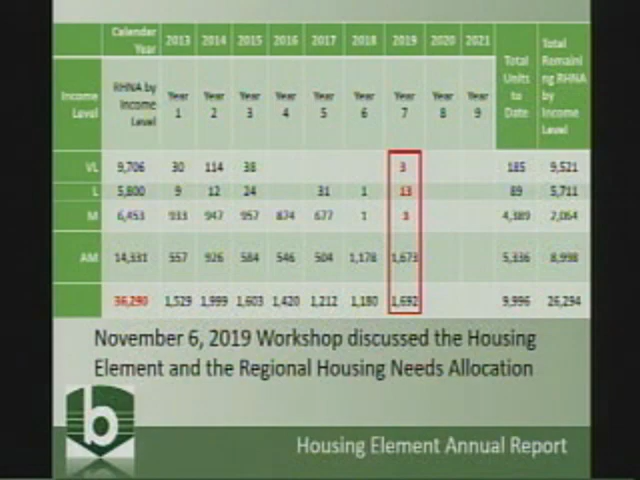 Calendar Year 2013 2014 2015 2016 2017 2018 2019 2020 2021 Total Units to Date Total Remaini ng RHNA by Income Level
Income Level RHNA by Income Level Year 1 Year 2 Year 3 Year 4 Year 5 Year 6 Year 7 Year 8 Year 9
VL 9,706 30 114 38 3 185 9,521
L 5,800 9 12 24 31 1 13 89 5,711
M 6,453 933 947 957 874 677 1 4,389 2,064
AM 14,331 557 926 584 546 504 1,178 1,673 5,336 8,998
36,290 1,529 1,999 1,603 1,420 1,212 1,180 1,692 9,996 26,294
November 6, 2019 Workshop discussed the Housing
Element and the Regional Housing Needs Allocation
b
Housing Element Annual Report